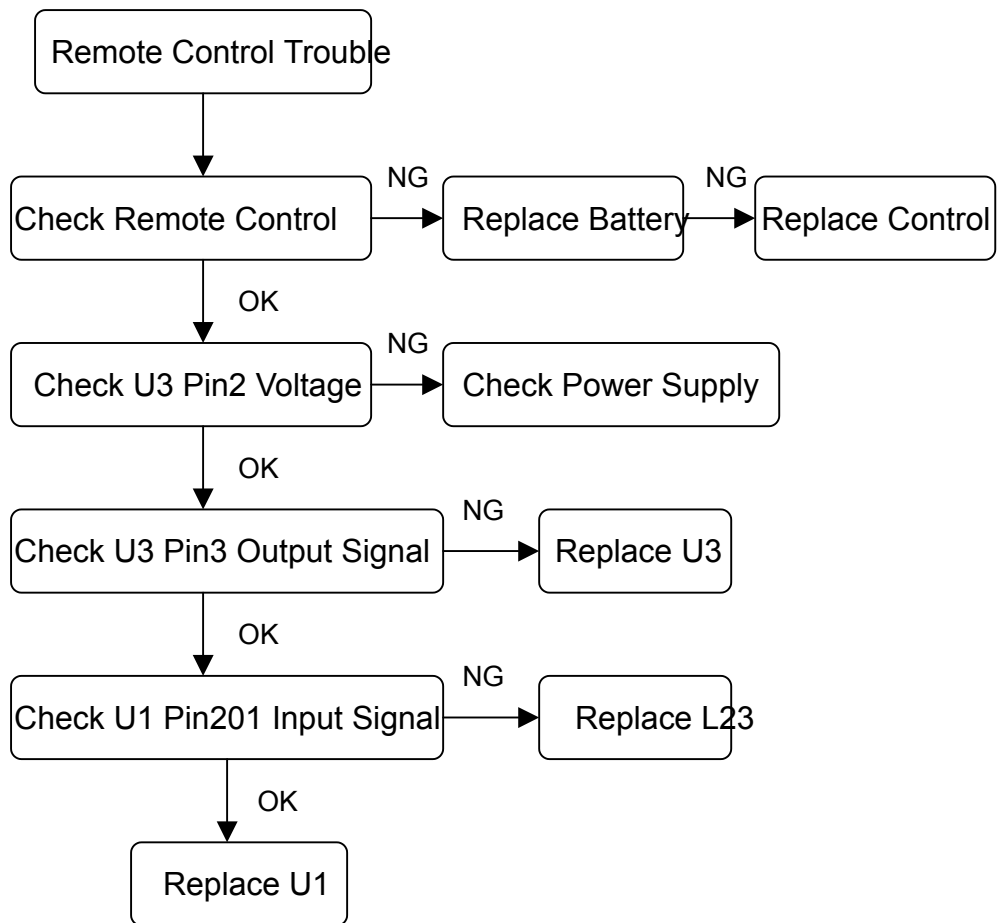 Remote Control Trouble
NG
NG
Check Remote Control
Replace Battery
Replace Control
OK
NG
Check U3 Pin2 Voltage
Check Power Supply
OK
NG
Check U3 Pin3 Output Signal
Replace U3
OK
NG
Check U1 Pin201 Input Signal
Replace L23
OK
Replace U1